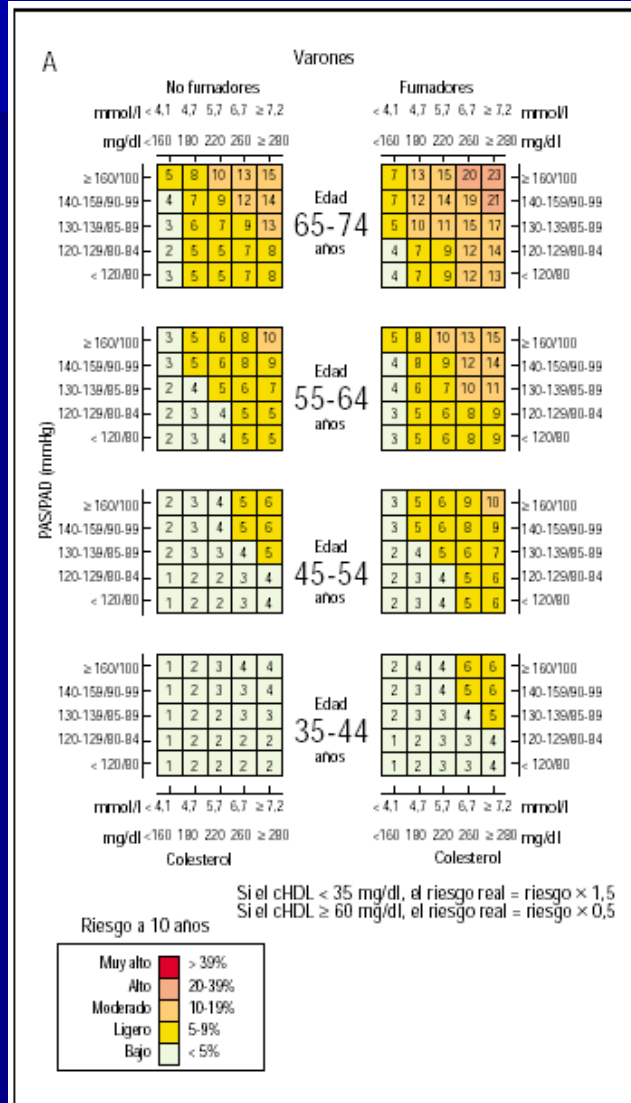 A
Varones
No fumadores Fumadores
mmol/l < 4,1 4,7 5,7 6,7 ≥ 7,2 < 4,1 4,7 5,7 6,7 ≥ 7,2 mmol/l
mg/dl <160 180 220 260 ≥ 280 <160 180 220 260 ≥ 280 mg/dl
≥ 160/100 5 8 10 13 15 Edad 7 13 15 20 23 ≥ 160/100
140-159/90-99 4 7 9 12 14 65-74 7 12 14 19 21 140-159/90-99
130-139/85-89 3 6 7 9 13 años 5 10 11 15 17 130-139/85-89
120-129/80-84 2 5 5 7 8 4 7 9 12 14 120-129/80-84
< 120/80 3 5 5 7 8 4 7 9 12 13 < 120/80
PAS/PAD (mmHg)
≥ 160/100 3 5 6 8 10 Edad 5 8 10 13 15 ≥ 160/100
140-159/90-99 3 5 6 8 9 55-64 4 8 9 12 14 140-159/90-99
130-139/85-89 2 4 5 6 7 años 4 6 7 10 11 130-139/85-89
120-129/80-84 2 3 4 5 5 3 5 6 8 9 120-129/80-84
< 120/80 2 3 4 5 5 3 5 6 8 9 < 120/80
≥ 160/100 2 3 4 5 6 Edad 3 5 6 9 10 ≥ 160/100
140-159/90-99 2 3 4 5 6 45-54 3 5 6 8 9 140-159/90-99
130-139/85-89 2 3 3 4 5 años 2 4 5 6 7 130-139/85-89
120-129/80-84 1 2 2 3 4 2 3 4 5 6 120-129/80-84
< 120/80 1 2 2 3 4 2 3 4 5 6 < 120/80
≥ 160/100 1 2 3 4 4 Edad 2 4 4 6 6 ≥ 160/100
140-159/90-99 1 2 3 3 4 35-44 2 3 4 5 6 140-159/90-99
130-139/85-89 1 2 2 3 3 años 2 3 3 4 5 130-139/85-89
120-129/80-84 1 2 2 2 2 1 2 3 3 4 120-129/80-84
< 120/80 1 2 2 2 2 1 2 3 3 4 < 120/80
mmol/l < 4,1 4,7 5,7 6,7 ≥ 7,2 < 4,1 4,7 5,7 6,7 ≥ 7,2 mmol/l
mg/dl <160 180 220 260 ≥ 280 <160 180 220 260 ≥ 280 mg/dl
Colesterol Colesterol
Si el cHDL < 35 mg/dl, el riesgo real = riesgo × 1,5
Si el cHDL ≥ 60 mg/dl, el riesgo real = riesgo × 0,5
Riesgo a 10 años
Muy alto > 39%
Alto 20-39%
Moderado 10-19%
Ligero 5-9%
Bajo < 5%